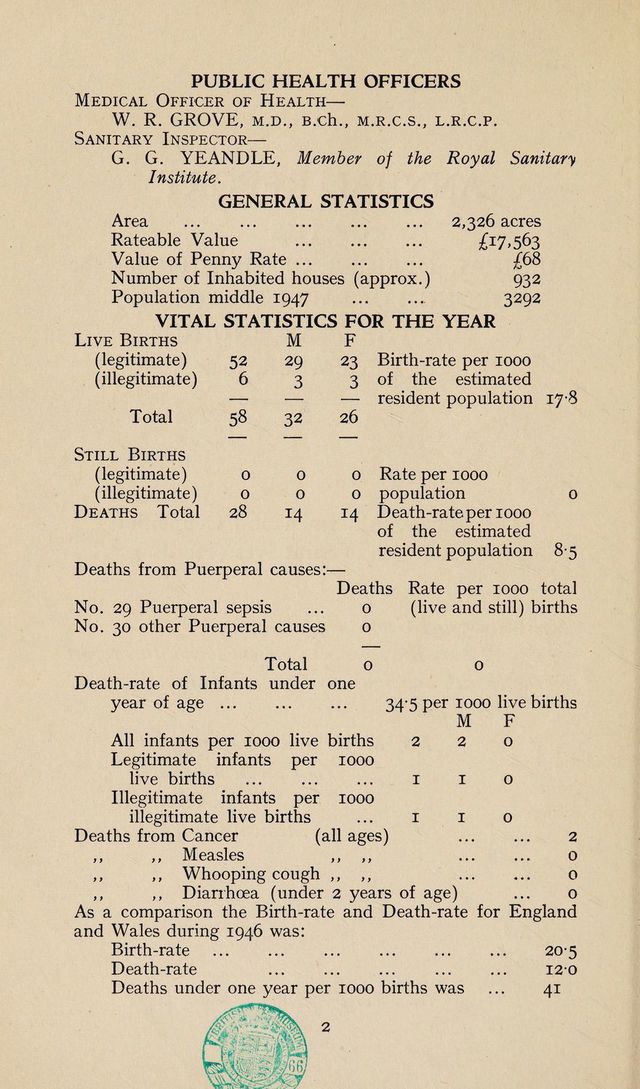 PUBLIC HEALTH OFFICERS
MEDICAL OFFICER OF HEALTH—
W. R. GROVE, M.D., B.Ch., M.R.C.S., L.R.C.P.
SANITARY INSPECTOR—
G. G. YEANDLE, Member of the Royal Sanitary
Institute.
GENERAL STATISTICS
Area ... ... ... ... ... 2,326 acres
Rateable Value ... ... ... £17,563
Value of Penny Rate ... ... ... £68
Number of Inhabited houses (approx.) 932
Population middle 1947 ... ... 3292
VITAL STATISTICS FOR THE YEAR
LIVE BIRTHS M F
(legitimate) 52 29 23 Birth-rate per 1000
(illegitimate) 6 3 3 of the estimated
— — — resident population 17·8
Total 58 32 26
— — —
STILL BIRTHS
(legitimate) 0 0 0 Rate per 1000
(illegitimate) 0 0 0 population 0
DEATHS Total 28 14 14 Death-rate per 1000
of the estimated
resident population 8·5
Deaths from Puerperal causes:—
Deaths Rate per 1000 total
No. 29 Puerperal sepsis ... 0 (live and still) births
No. 30 other Puerperal causes 0
—
Total 0 0
Death-rate of Infants under one
year of age ... ... ... 34·5 per 1000 live births
M F
All infants per 1000 live births 2 2 0
Legitimate infants per 1000
live births ... ... ... 1 1 0
Illegitimate infants per 1000
illegitimate live births ... 1 1 0
Deaths from Cancer (all ages) ... ... 2
,, ,, Measles ,, ,, ... ... 0
,, ,, Whooping cough ,, ,, ... ... 0
,, ,, Diarrhœa (under 2 years of age) ... 0
As a comparison the Birth-rate and Death-rate for England
and Wales during 1946 was:
Birth-rate ... ... ... ... ... ... 20·5
Death-rate ... ... ... ... ... 12·0
Deaths under one year per 1000 births was ... 41
2
BRITISH MUSEUM
66